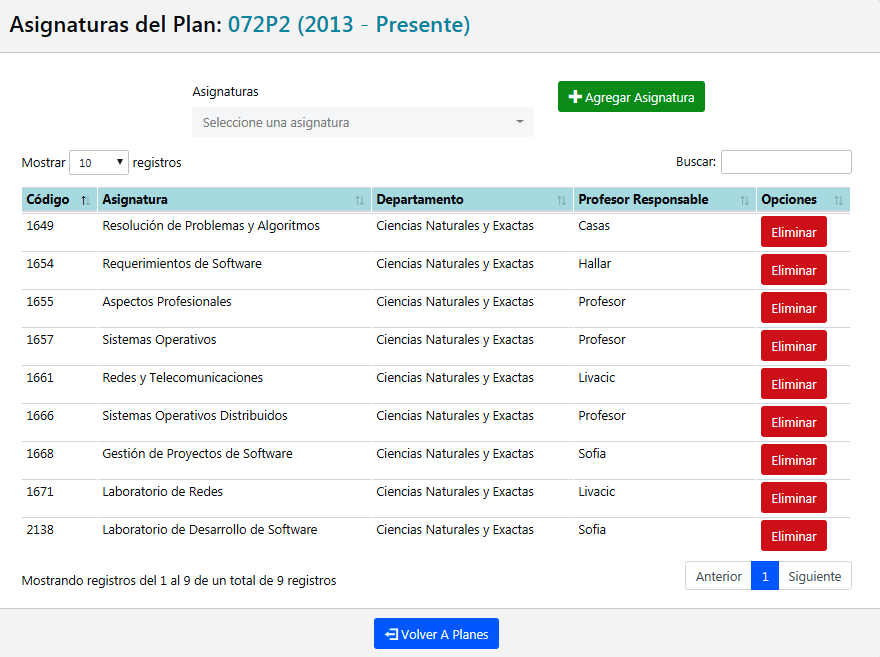 Asignaturas del Plan: 072P2 (2013 - Presente)
Asignaturas
Seleccione una asignatura
Agregar Asignatura
Mostrar 10 registros
Buscar:
Código Asignatura Departamento Profesor Responsable Opciones
1649 Resolución de Problemas y Algoritmos Ciencias Naturales y Exactas Casas Eliminar
1654 Requerimientos de Software Ciencias Naturales y Exactas Hallar Eliminar
1655 Aspectos Profesionales Ciencias Naturales y Exactas Profesor Eliminar
1657 Sistemas Operativos Ciencias Naturales y Exactas Profesor Eliminar
1661 Redes y Telecomunicaciones Ciencias Naturales y Exactas Livacic Eliminar
1666 Sistemas Operativos Distribuidos Ciencias Naturales y Exactas Profesor Eliminar
1668 Gestión de Proyectos de Software Ciencias Naturales y Exactas Sofia Eliminar
1671 Laboratorio de Redes Ciencias Naturales y Exactas Livacic Eliminar
2138 Laboratorio de Desarrollo de Software Ciencias Naturales y Exactas Sofia Eliminar
Mostrando registros del 1 al 9 de un total de 9 registros
Anterior 1 Siguiente
Volver A Planes